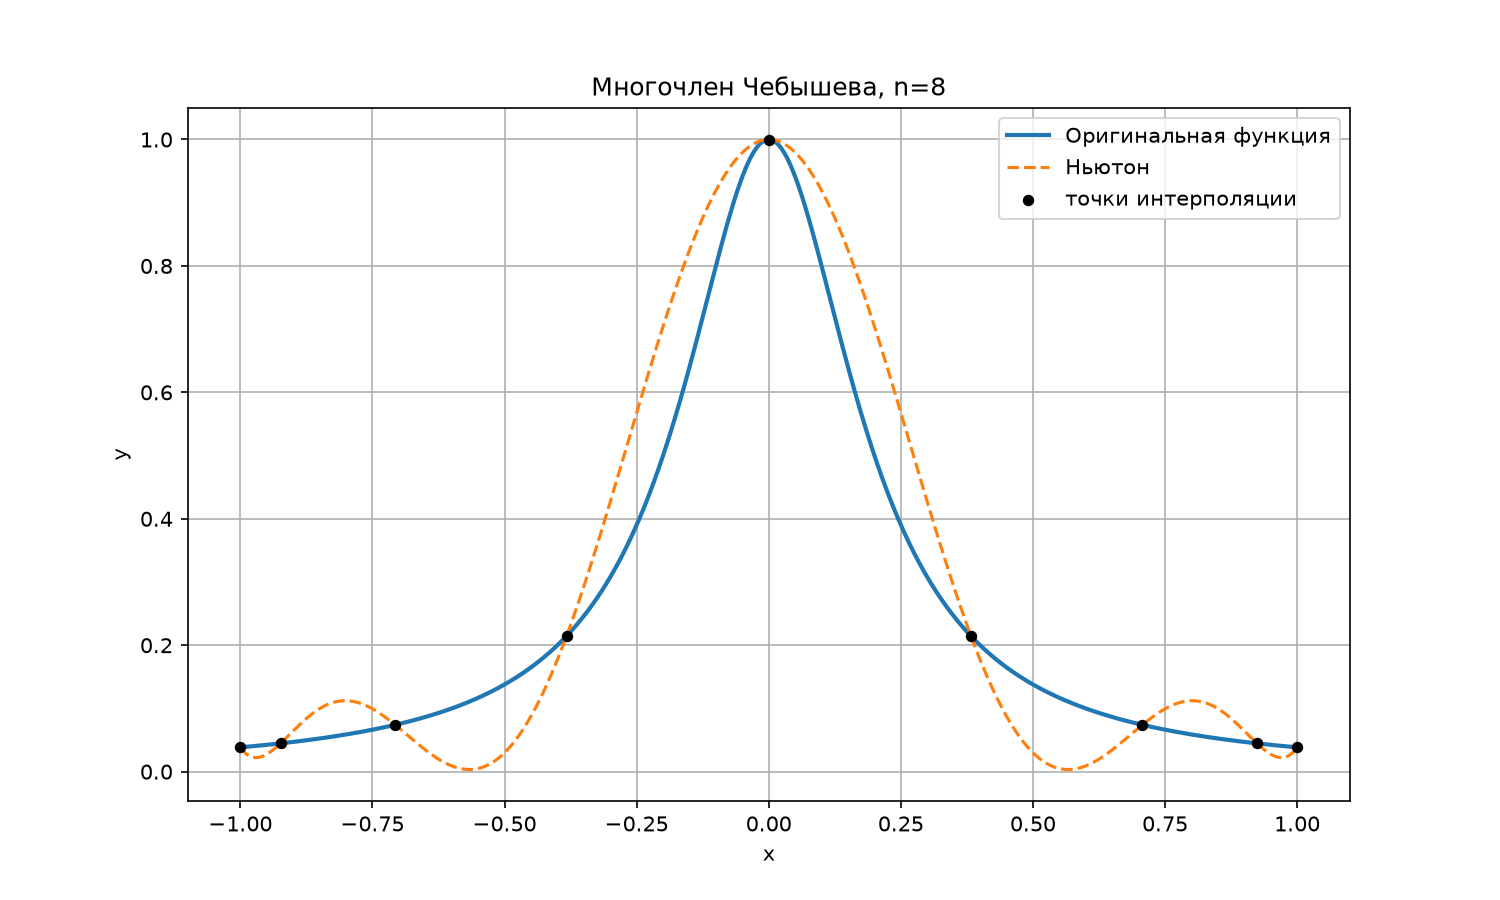 Многочлен Чебышева, n=8
Оригинальная функция
Ньютон
точки интерполяции
y
1.0
0.8
0.6
0.4
0.2
0.0
−1.00 −0.75 −0.50 −0.25 0.00 0.25 0.50 0.75 1.00
x